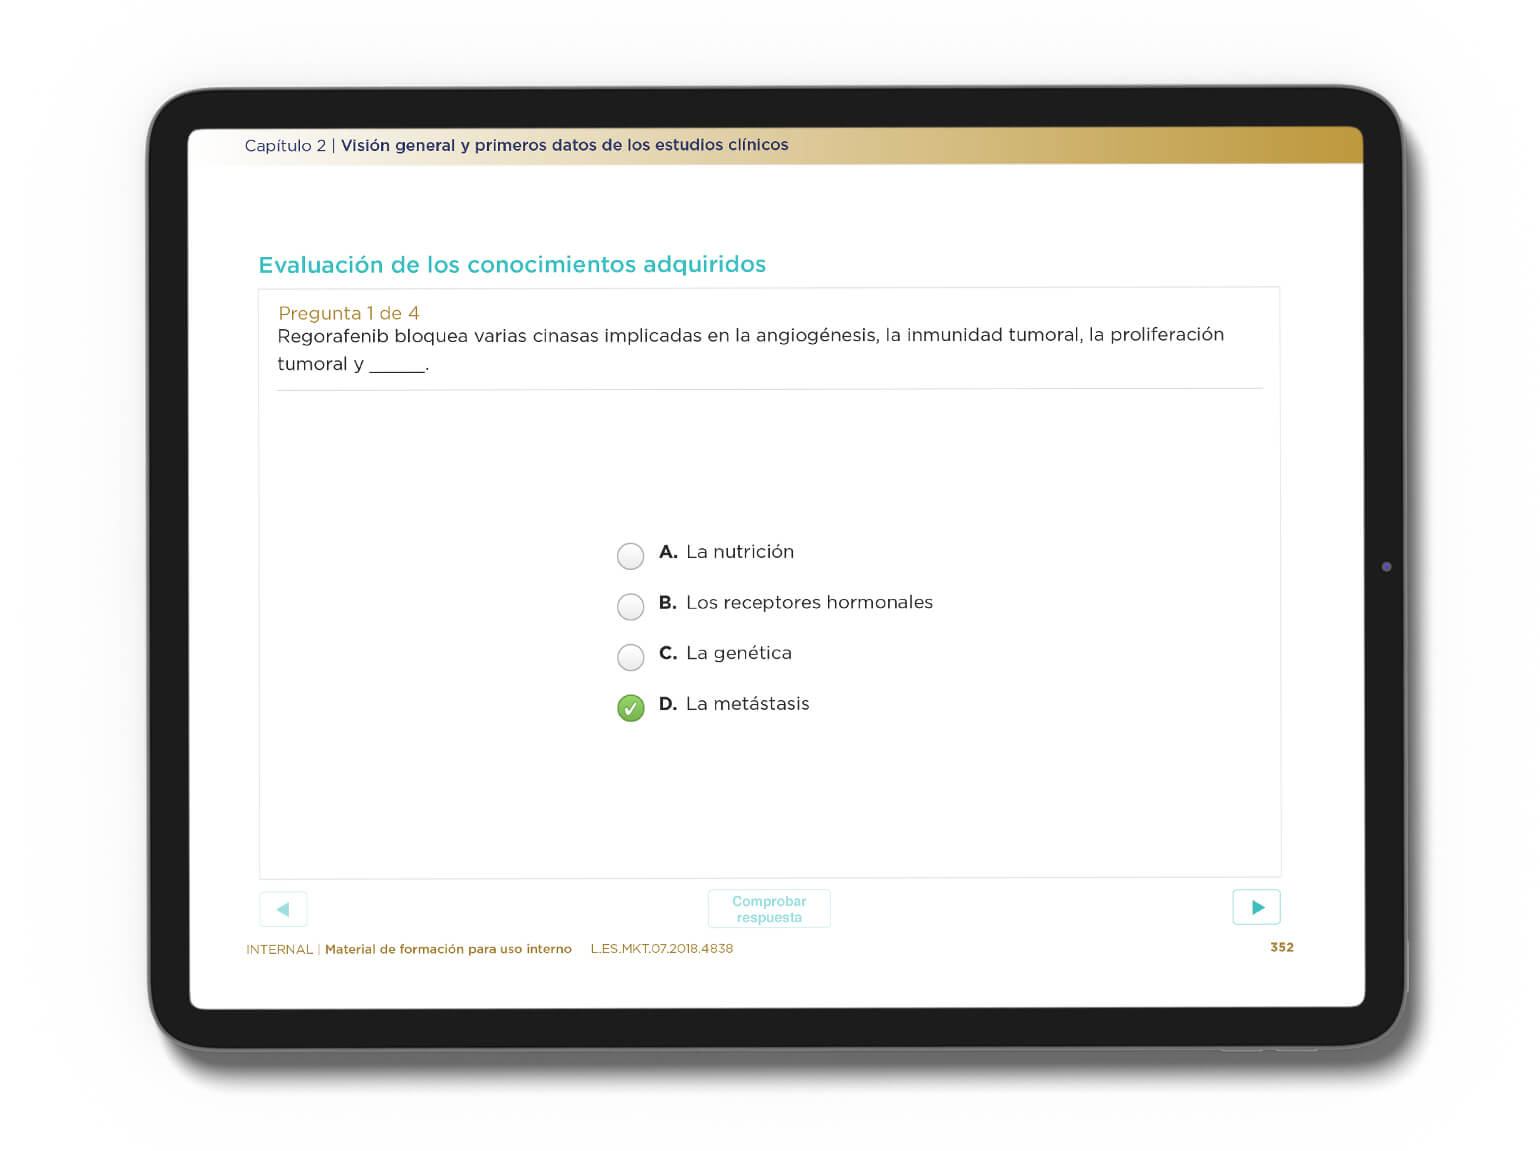 Capítulo 2 | Visión general y primeros datos de los estudios clínicos
Evaluación de los conocimientos adquiridos
Pregunta 1 de 4
Regorafenib bloquea varias cinasas implicadas en la angiogénesis, la inmunidad tumoral, la proliferación
tumoral y _____.
A. La nutrición
B. Los receptores hormonales
C. La genética
D. La metástasis
Comprobar
respuesta
INTERNAL | Material de formación para uso interno L.ES.MKT.07.2018.4838
352